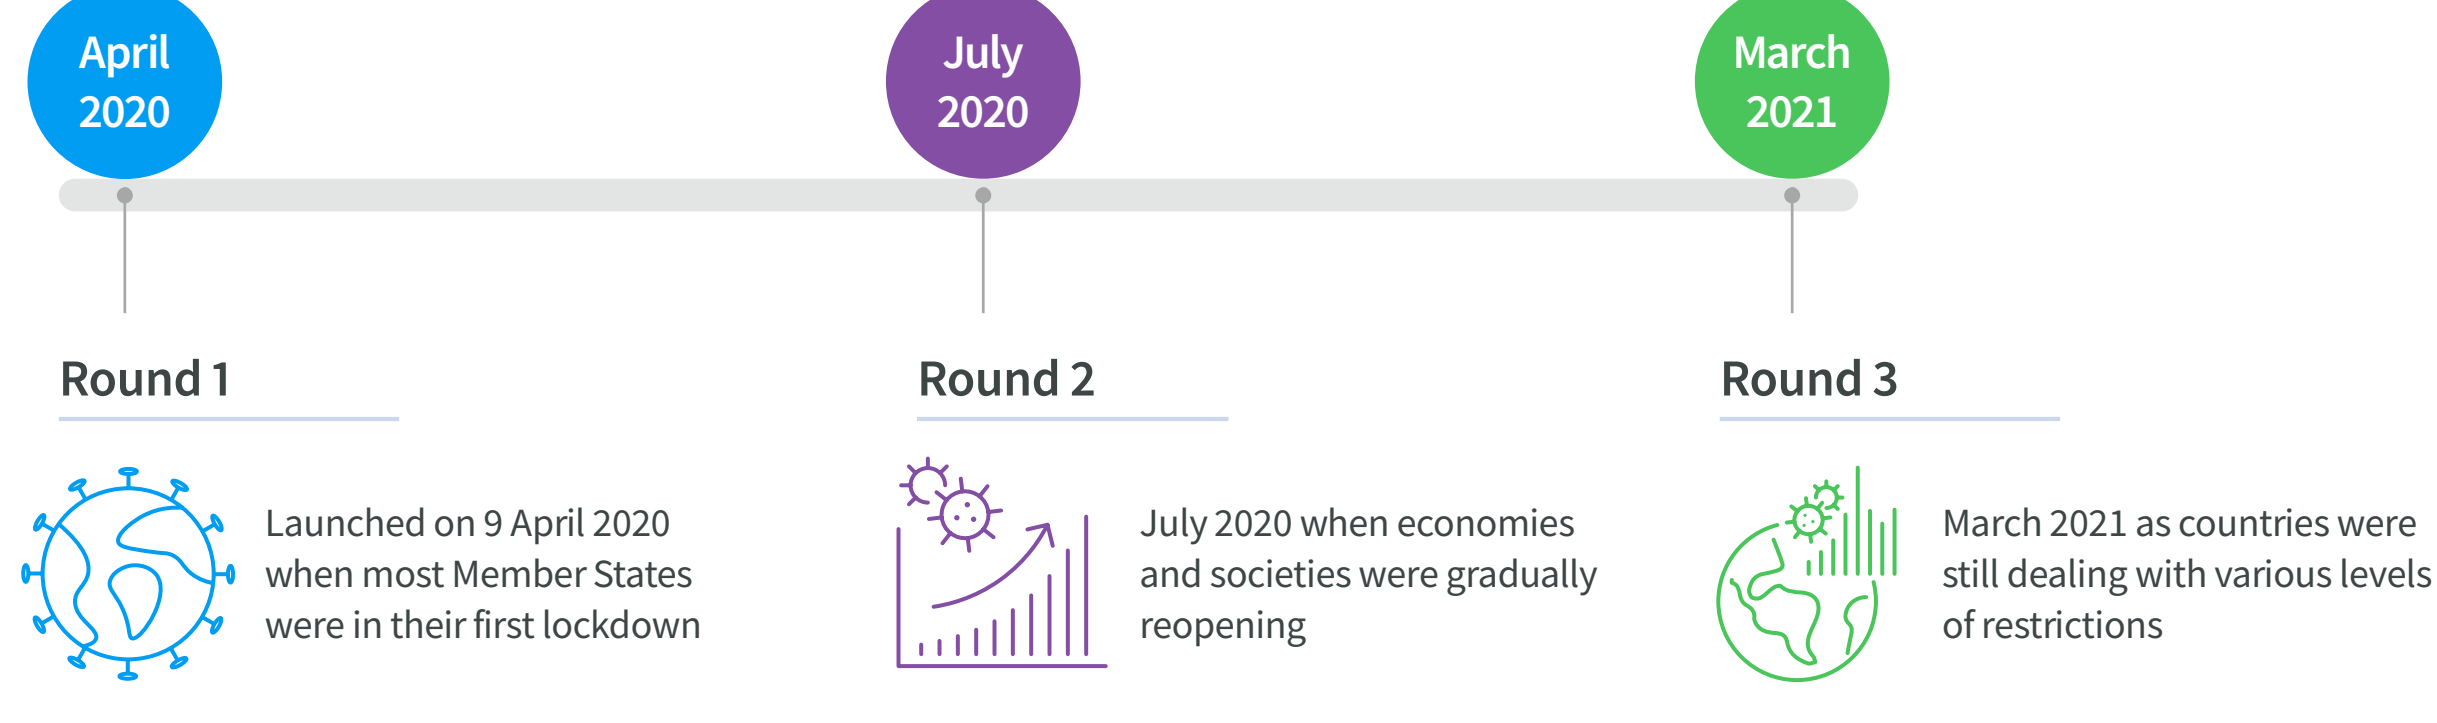 April
2020
July
2020
March
2021
Round 1
Launched on 9 April 2020
when most Member States
were in their first lockdown
Round 2
July 2020 when economies
and societies were gradually
reopening
Round 3
March 2021 as countries were
still dealing with various levels
of restrictions